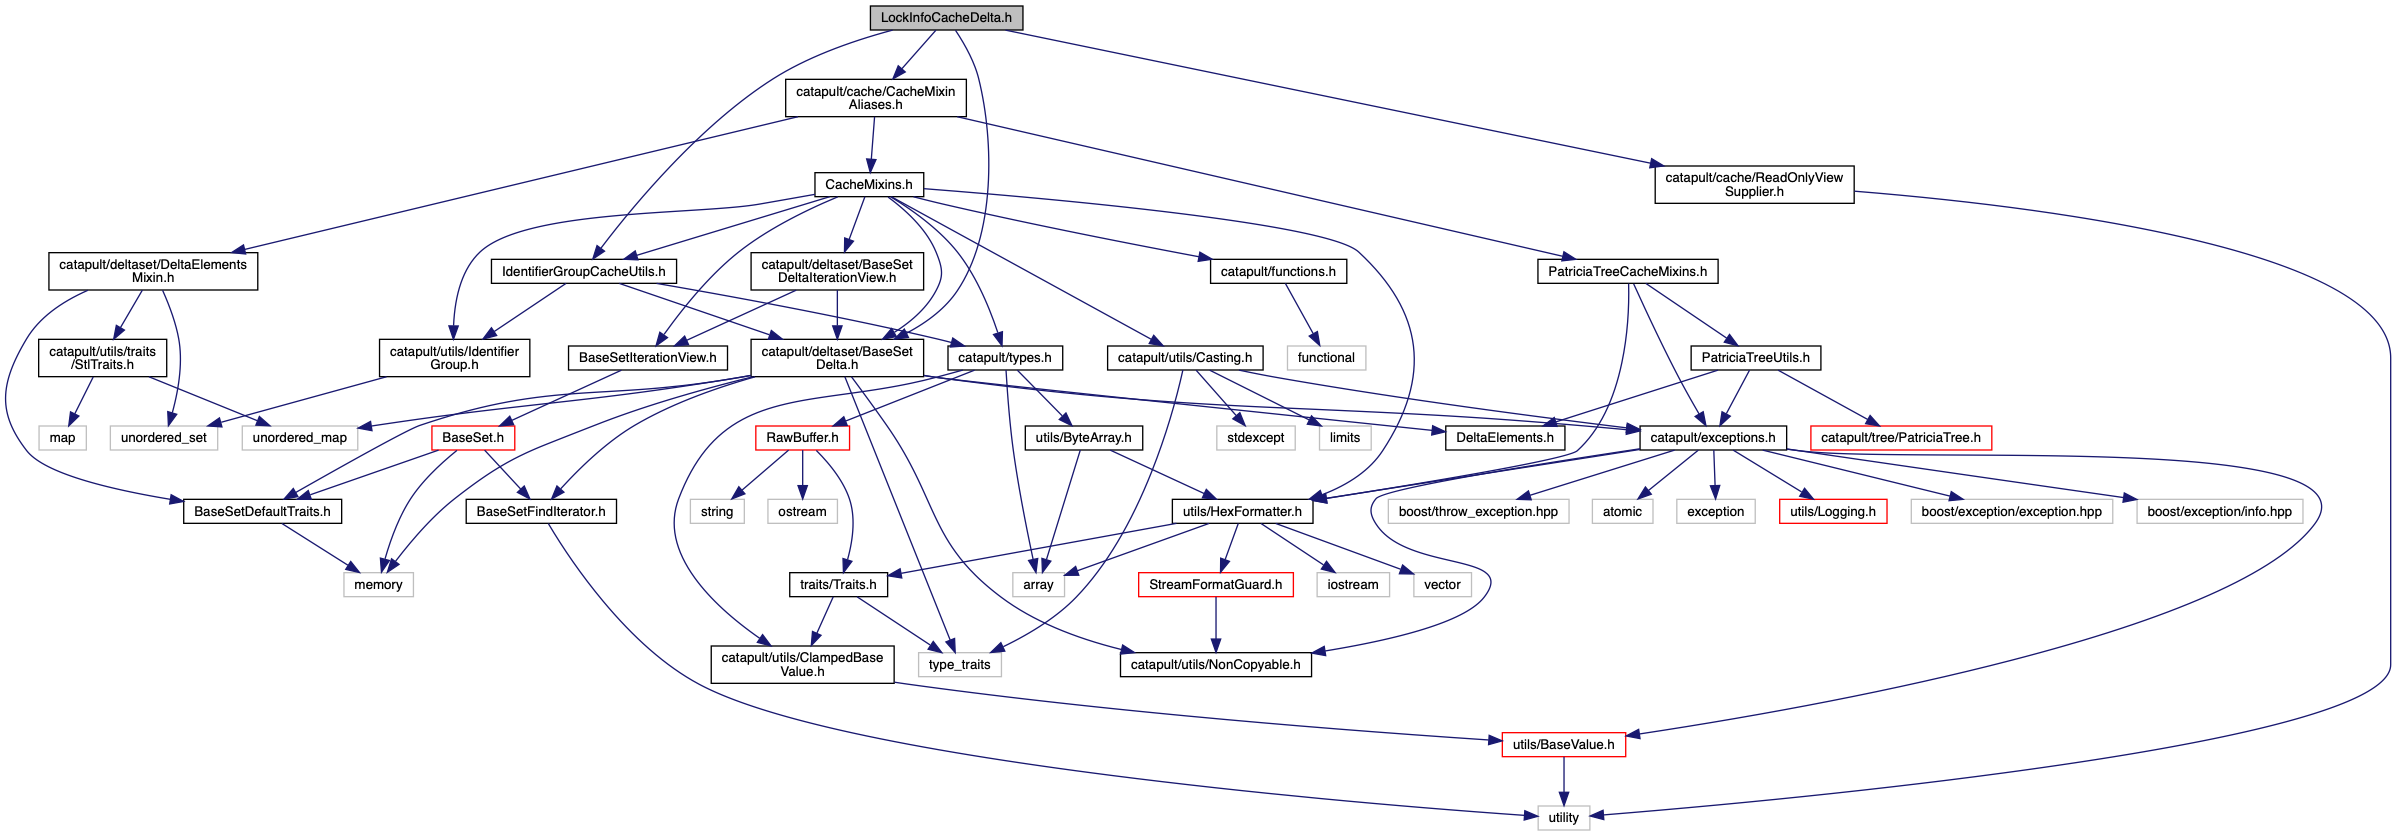 LockInfoCacheDelta.h
catapult/cache/CacheMixin
Aliases.h
CacheMixins.h
catapult/cache/ReadOnlyView
Supplier.h
catapult/deltaset/DeltaElements
Mixin.h
IdentifierGroupCacheUtils.h
catapult/deltaset/BaseSet
DeltaIterationView.h
catapult/functions.h
PatriciaTreeCacheMixins.h
catapult/utils/traits
/StlTraits.h
catapult/utils/Identifier
Group.h
BaseSetIterationView.h
catapult/deltaset/BaseSet
Delta.h
catapult/types.h
catapult/utils/Casting.h
functional
PatriciaTreeUtils.h
map
unordered_set
unordered_map
BaseSet.h
RawBuffer.h
utils/ByteArray.h
stdexcept
limits
DeltaElements.h
catapult/exceptions.h
catapult/tree/PatriciaTree.h
BaseSetDefaultTraits.h
BaseSetFindIterator.h
string
ostream
utils/HexFormatter.h
boost/throw_exception.hpp
atomic
exception
utils/Logging.h
boost/exception/exception.hpp
boost/exception/info.hpp
memory
traits/Traits.h
array
StreamFormatGuard.h
iostream
vector
catapult/utils/ClampedBase
Value.h
type_traits
catapult/utils/NonCopyable.h
utils/BaseValue.h
utility